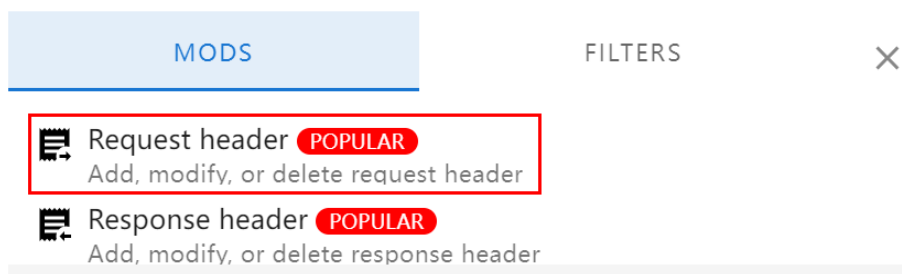 MODS FILTERS ×
Request header POPULAR
Add, modify, or delete request header
Response header POPULAR
Add, modify, or delete response header